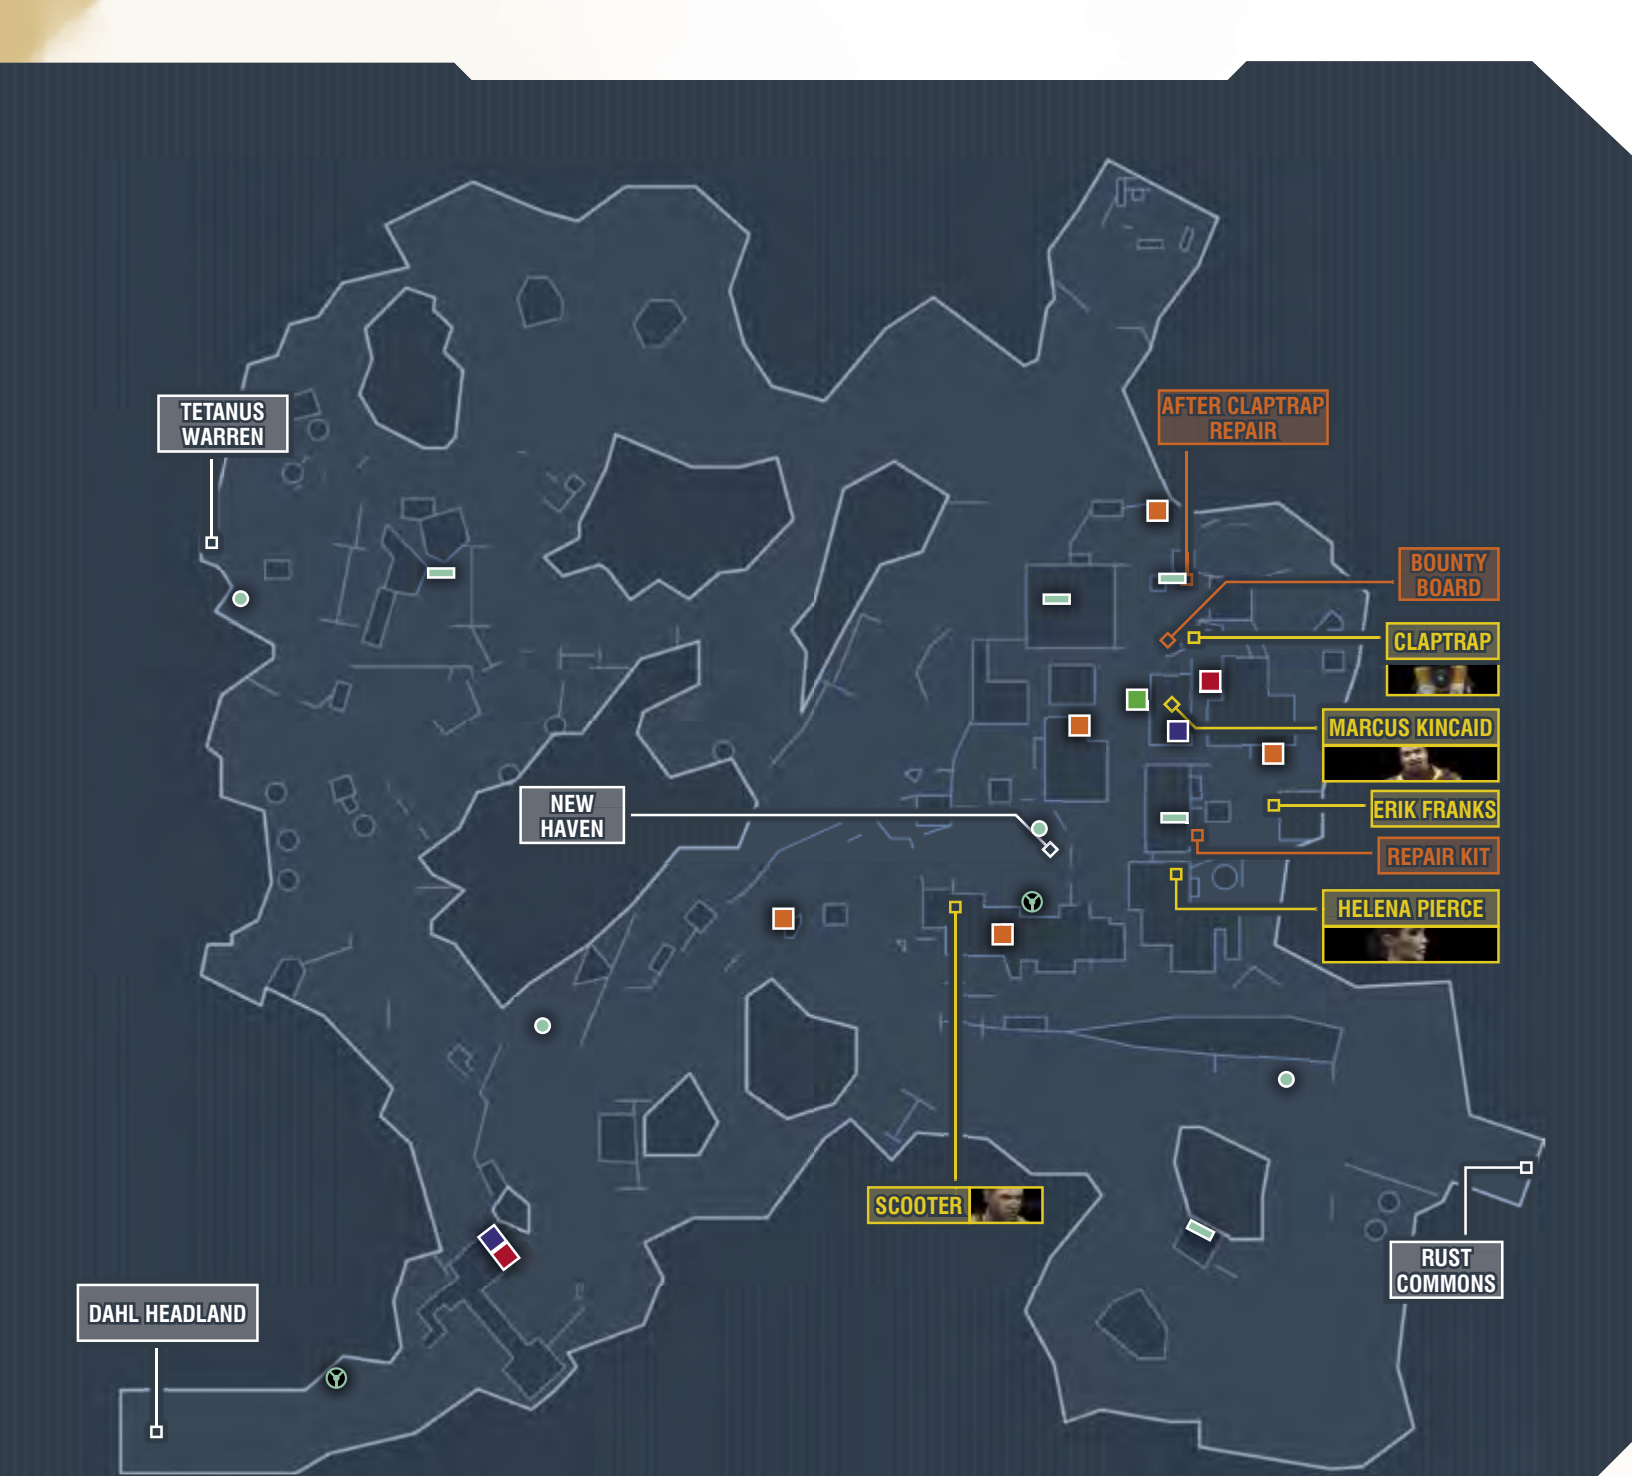 TETANUS
WARREN
AFTER CLAPTRAP
REPAIR
BOUNTY
BOARD
CLAPTRAP
MARCUS KINCAID
NEW
HAVEN
ERIK FRANKS
REPAIR KIT
HELENA PIERCE
SCOOTER
RUST
COMMONS
DAHL HEADLAND